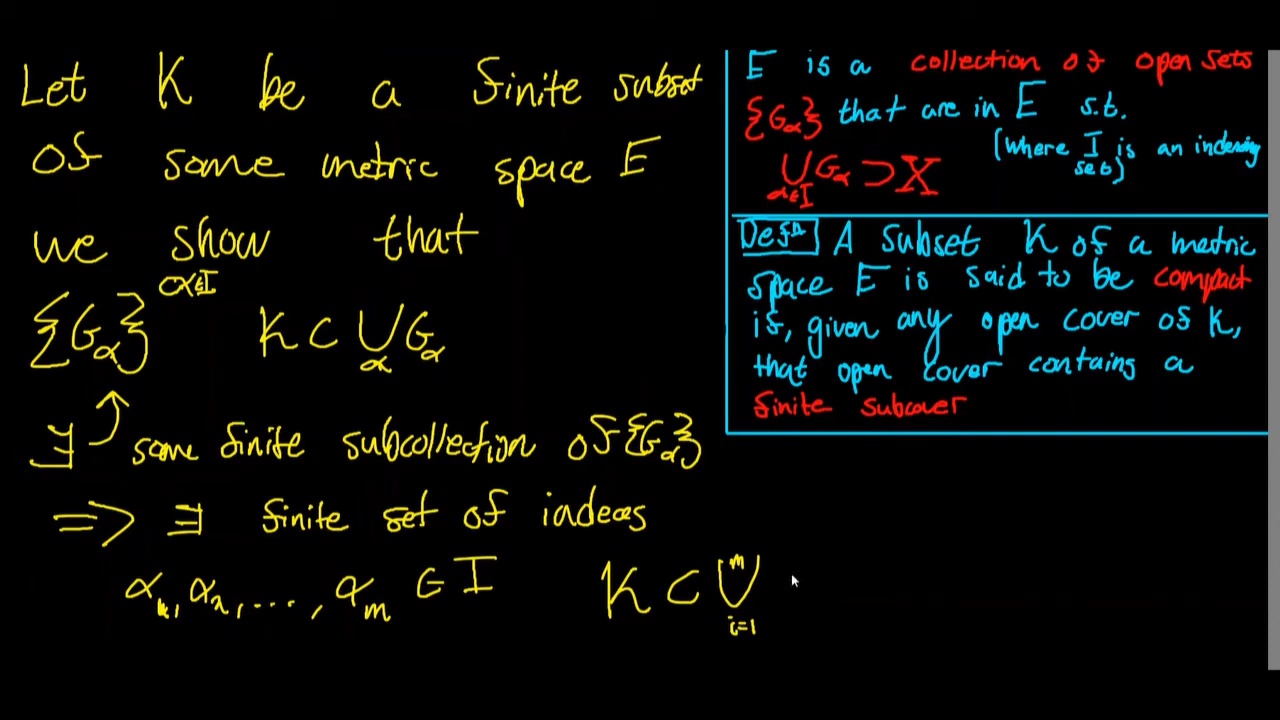 Let K be a finite subset
of some metric space E
we show that
{Gα}α∈I K ⊂ ⋃α Gα
∃ some finite subcollection of {Gα}
=> ∃ finite set of indeces
α1, α2, ..., αm ∈ I K ⊂ ⋃ m i=1
E is a collection of open sets
{Gα} that are in E s.t.
⋃α∈I Gα ⊃ X (where I is an indexing set)
Defn A subset K of a metric
space E is said to be compact
if, given any open cover of K,
that open cover contains a
finite subcover